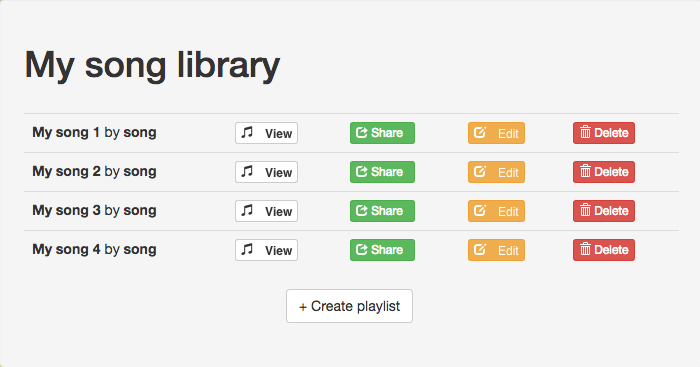 My song library
My song 1 by song View Share Edit Delete
My song 2 by song View Share Edit Delete
My song 3 by song View Share Edit Delete
My song 4 by song View Share Edit Delete
+ Create playlist